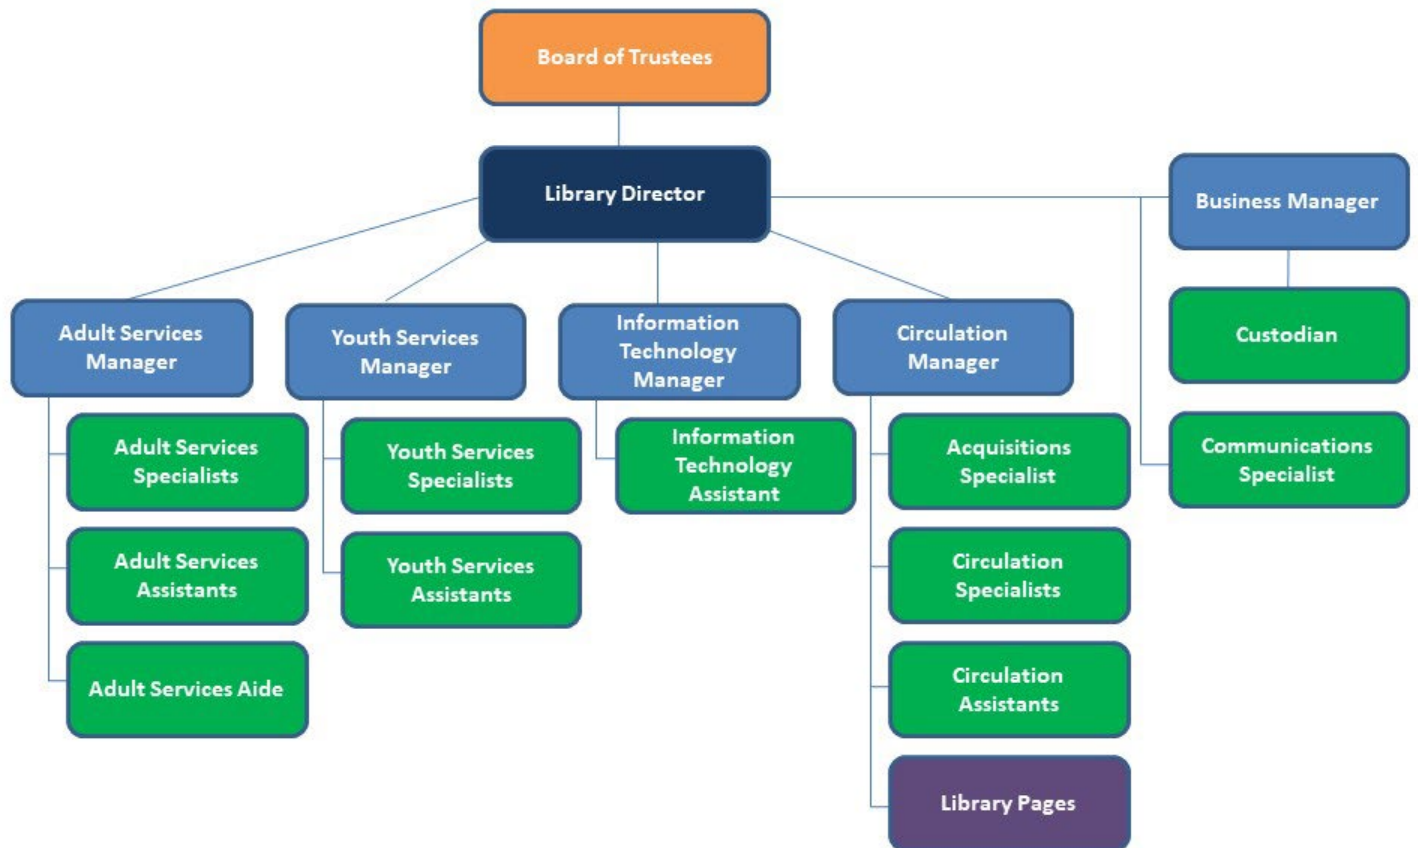 Board of Trustees
Library Director
Business Manager
Adult Services
Manager
Youth Services
Manager
Information
Technology
Manager
Circulation
Manager
Custodian
Adult Services
Specialists
Youth Services
Specialists
Information
Technology
Assistant
Acquisitions
Specialist
Communications
Specialist
Adult Services
Assistants
Youth Services
Assistants
Circulation
Specialists
Adult Services Aide
Circulation
Assistants
Library Pages